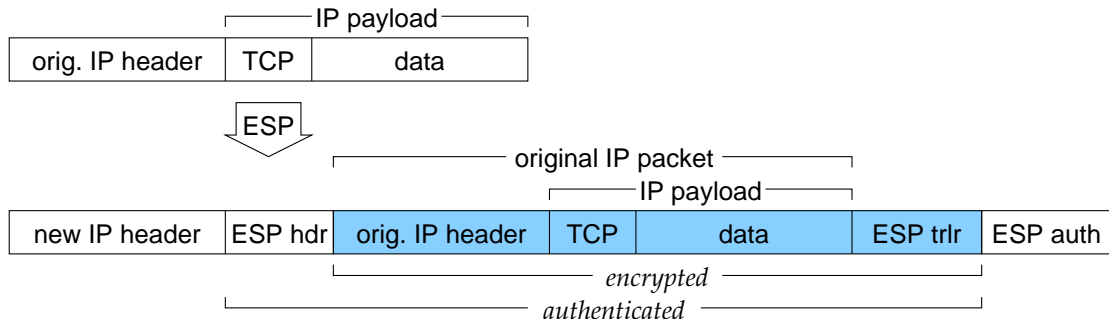 IP payload
orig. IP header TCP data
ESP
original IP packet
IP payload
new IP header ESP hdr orig. IP header TCP data ESP trlr ESP auth
encrypted
authenticated